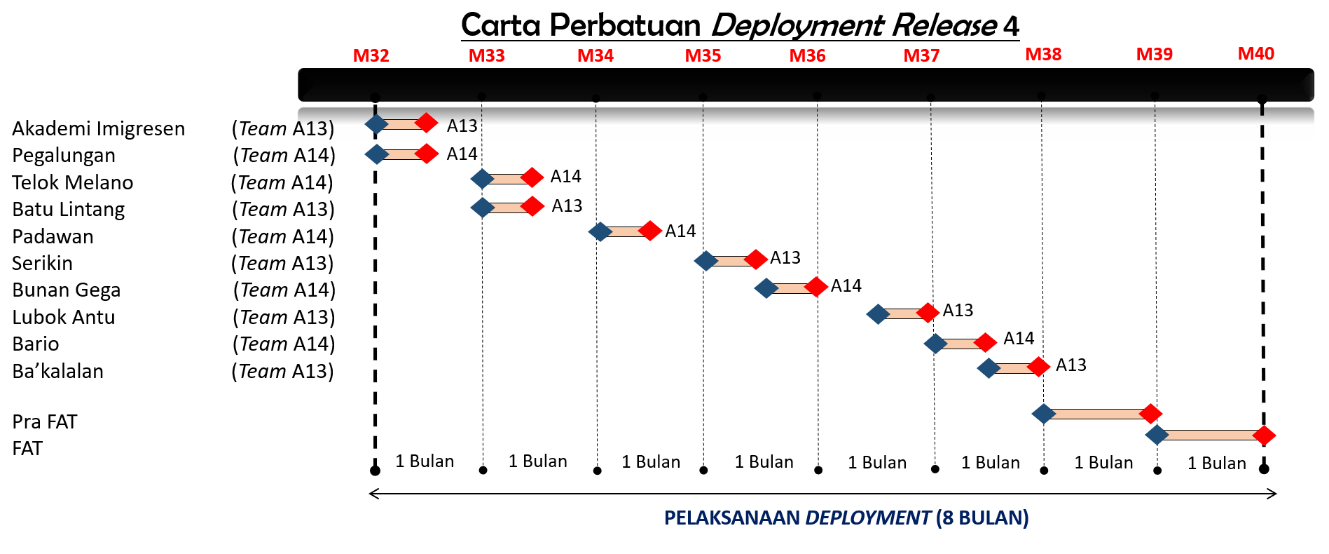 Carta Perbatuan Deployment Release 4
M32 M33 M34 M35 M36 M37 M38 M39 M40
Akademi Imigresen (Team A13) A13
Pegalungan (Team A14) A14
Telok Melano (Team A14) A14
Batu Lintang (Team A13) A13
Padawan (Team A14) A14
Serikin (Team A13) A13
Bunan Gega (Team A14) A14
Lubok Antu (Team A13) A13
Bario (Team A14) A14
Ba’kalalan (Team A13) A13
Pra FAT
FAT
1 Bulan 1 Bulan 1 Bulan 1 Bulan 1 Bulan 1 Bulan 1 Bulan 1 Bulan
PELAKSANAAN DEPLOYMENT (8 BULAN)